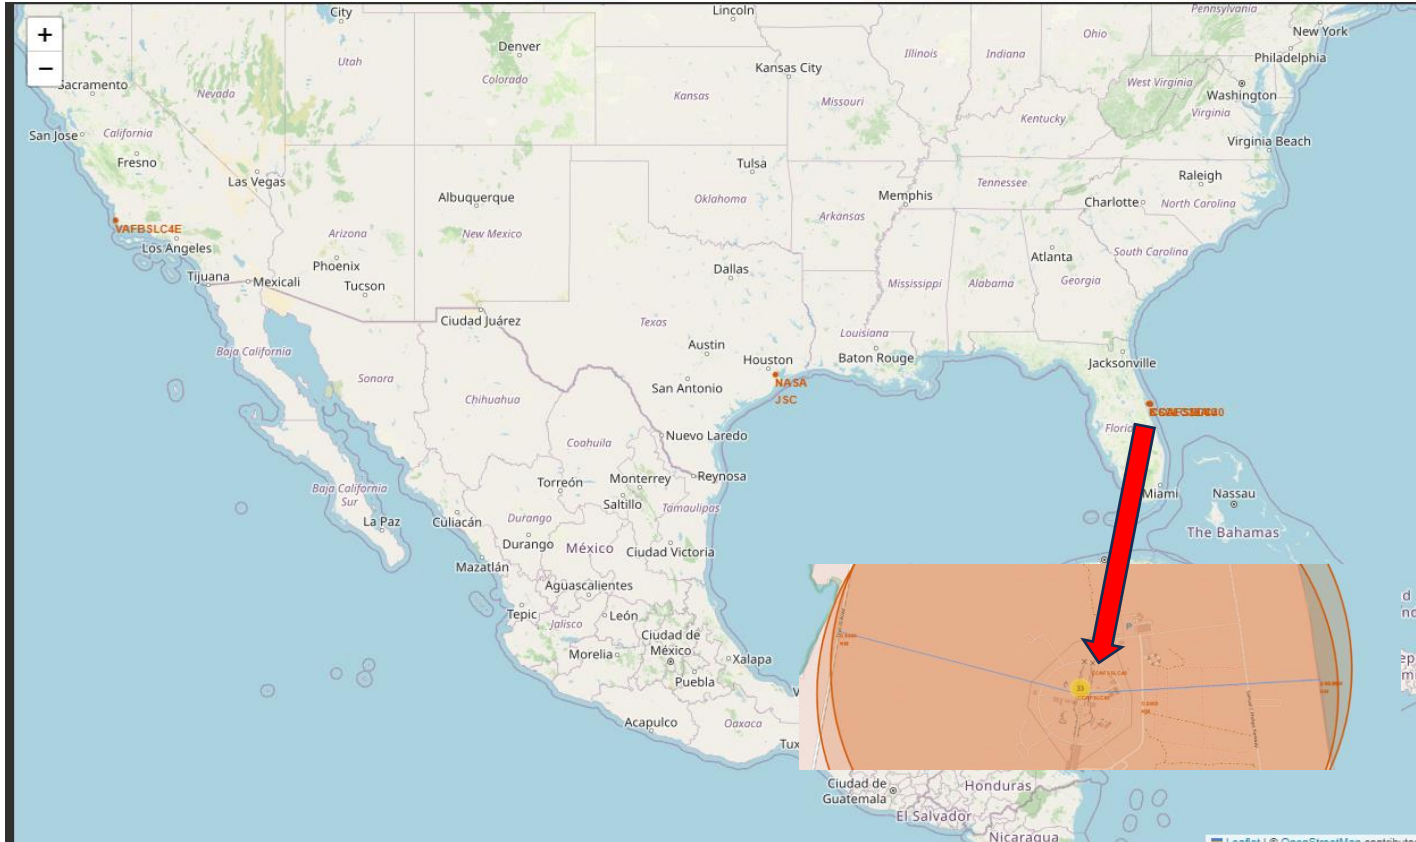 +
−
City
Lincoln
Pennsylvania
New York
Ohio
Denver
Utah
Illinois
Indiana
Philadelphia
Kansas City
Colorado
Sacramento
Nevada
West Virginia
Washington
Kansas
Missouri
Virginia
Kentucky
San Jose
California
Virginia Beach
Fresno
Tulsa
Las Vegas
Raleigh
Tennessee
Albuquerque
Oklahoma
Memphis
Charlotte
North Carolina
Arkansas
VAFBSLC4E
Arizona
New Mexico
Los Angeles
Atlanta
South Carolina
Phoenix
Dallas
Tijuana
Mexicali
Tucson
Mississippi
Alabama
Georgia
Ciudad Juárez
Texas
Louisiana
Austin
Baja California
Houston
Baton Rouge
Jacksonville
Sonora
San Antonio
NASA
JSC
Chihuahua
Nuevo Laredo
Coahuila
Monterrey
Reynosa
Torreón
Baja California
Sur
Miami
Nassau
Saltillo
Tamaulipas
La Paz
Culiacán
Durango
The Bahamas
Durango
México
Ciudad Victoria
Mazatlán
Aguascalientes
Tepic
León
Jalisco
Ciudad de
México
P
Morelia
Xalapa
Puebla
33
Acapulco
Oaxaca
Tux
Ciudad de
Guatemala
Honduras
El Salvador
Nicaragua